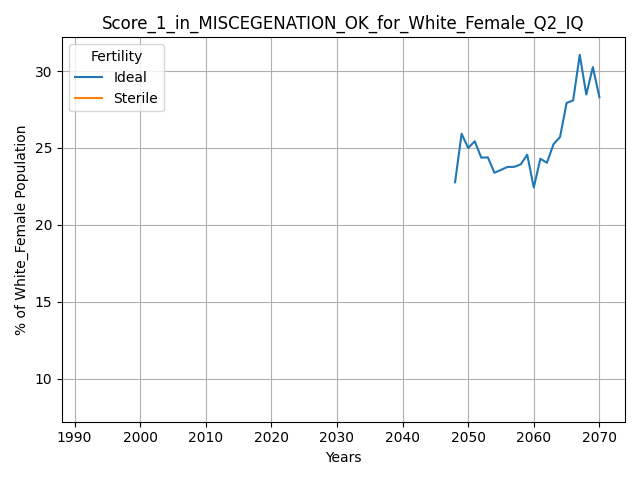 Score_1_in_MISCEGENATION_OK_for_White_Female_Q2_IQ
Fertility
Ideal
Sterile
% of White_Female Population
30
25
20
15
10
1990 2000 2010 2020 2030 2040 2050 2060 2070
Years